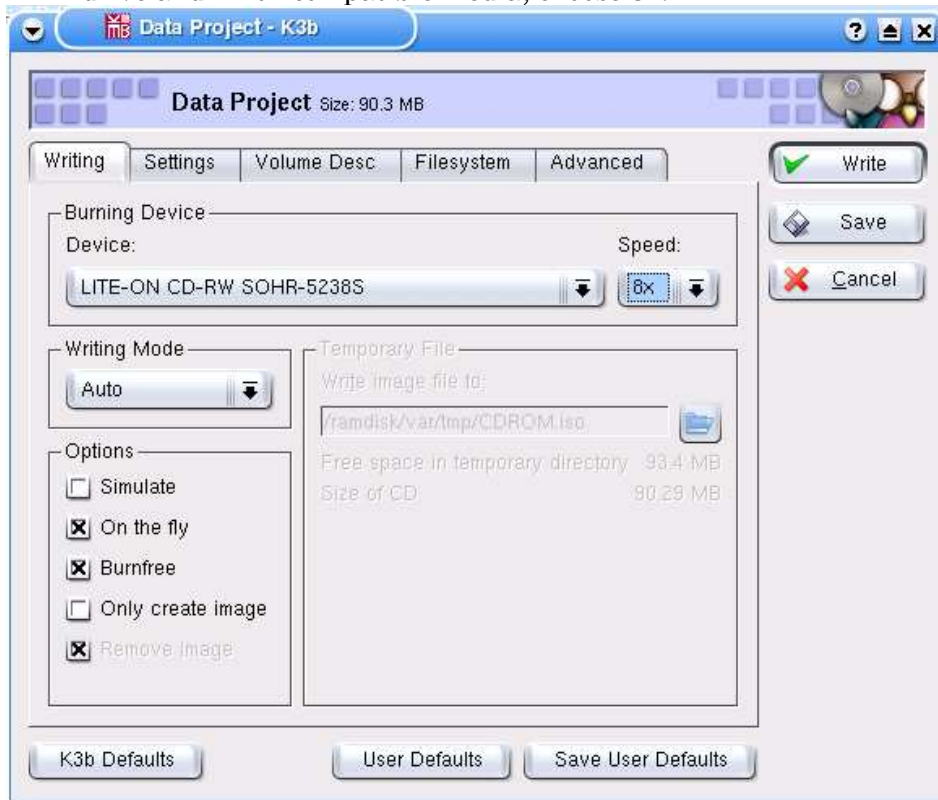 Data Project - K3b
Data Project Size: 90.3 MB
Writing Settings Volume Desc Filesystem Advanced
Write
Save
Cancel
Burning Device
Device: Speed:
LITE-ON CD-RW SOHR-5238S 8x
Writing Mode
Auto
Temporary File
Write image file to:
/ramdisk/var/tmp/CDROM.iso
Free space in temporary directory 93.4 MB
Size of CD 90.29 MB
Options
Simulate
On the fly
Burnfree
Only create image
Remove image
K3b Defaults User Defaults Save User Defaults